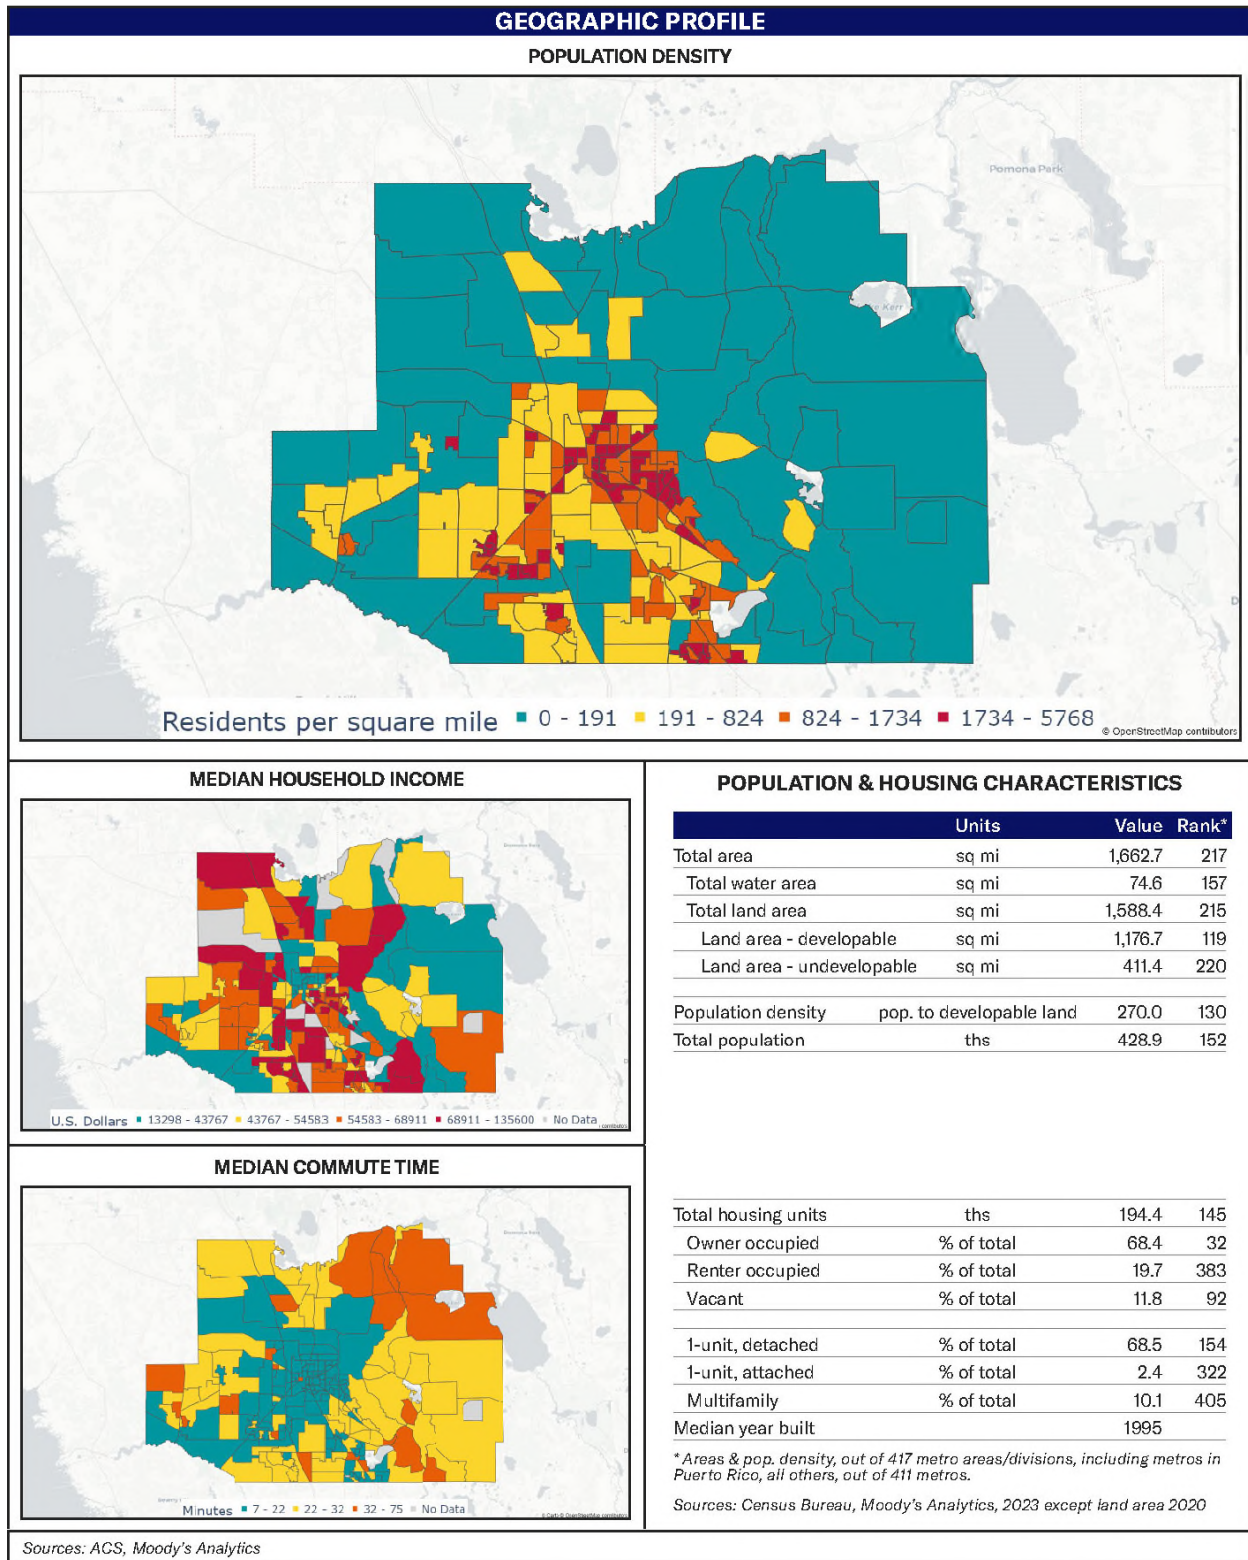 GEOGRAPHIC PROFILE
POPULATION DENSITY
Pomona Park
Residents per square mile 0 - 191 191 - 824 824 - 1734 1734 - 5768
© OpenStreetMap contributors
MEDIAN HOUSEHOLD INCOME
U.S. Dollars 13298 - 43767 43767 - 54583 54583 - 68911 68911 - 135600 No Data
MEDIAN COMMUTE TIME
Minutes 7 - 22 22 - 32 32 - 75 No Data
POPULATION & HOUSING CHARACTERISTICS
Units Value Rank*
Total area sq mi 1,662.7 217
Total water area sq mi 74.6 157
Total land area sq mi 1,588.4 215
Land area - developable sq mi 1,176.7 119
Land area - undevelopable sq mi 411.4 220
Population density pop. to developable land 270.0 130
Total population ths 428.9 152
Total housing units ths 194.4 145
Owner occupied % of total 68.4 32
Renter occupied % of total 19.7 383
Vacant % of total 11.8 92
1-unit, detached % of total 68.5 154
1-unit, attached % of total 2.4 322
Multifamily % of total 10.1 405
Median year built 1995
* Areas & pop. density, out of 417 metro areas/divisions, including metros in
Puerto Rico, all others, out of 411 metros.
Sources: Census Bureau, Moody's Analytics, 2023 except land area 2020
Sources: ACS, Moody's Analytics